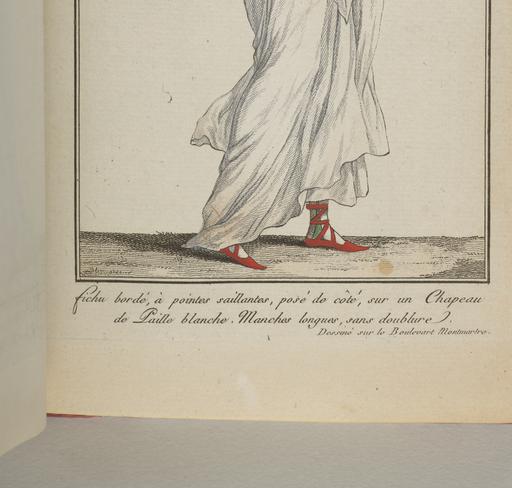 fichu bordé, à pointes saillantes, posé de côté, sur un Chapeau
de Paille blanche. Manches longues, sans doublure.
Dessiné sur le Boulevart Montmartre.